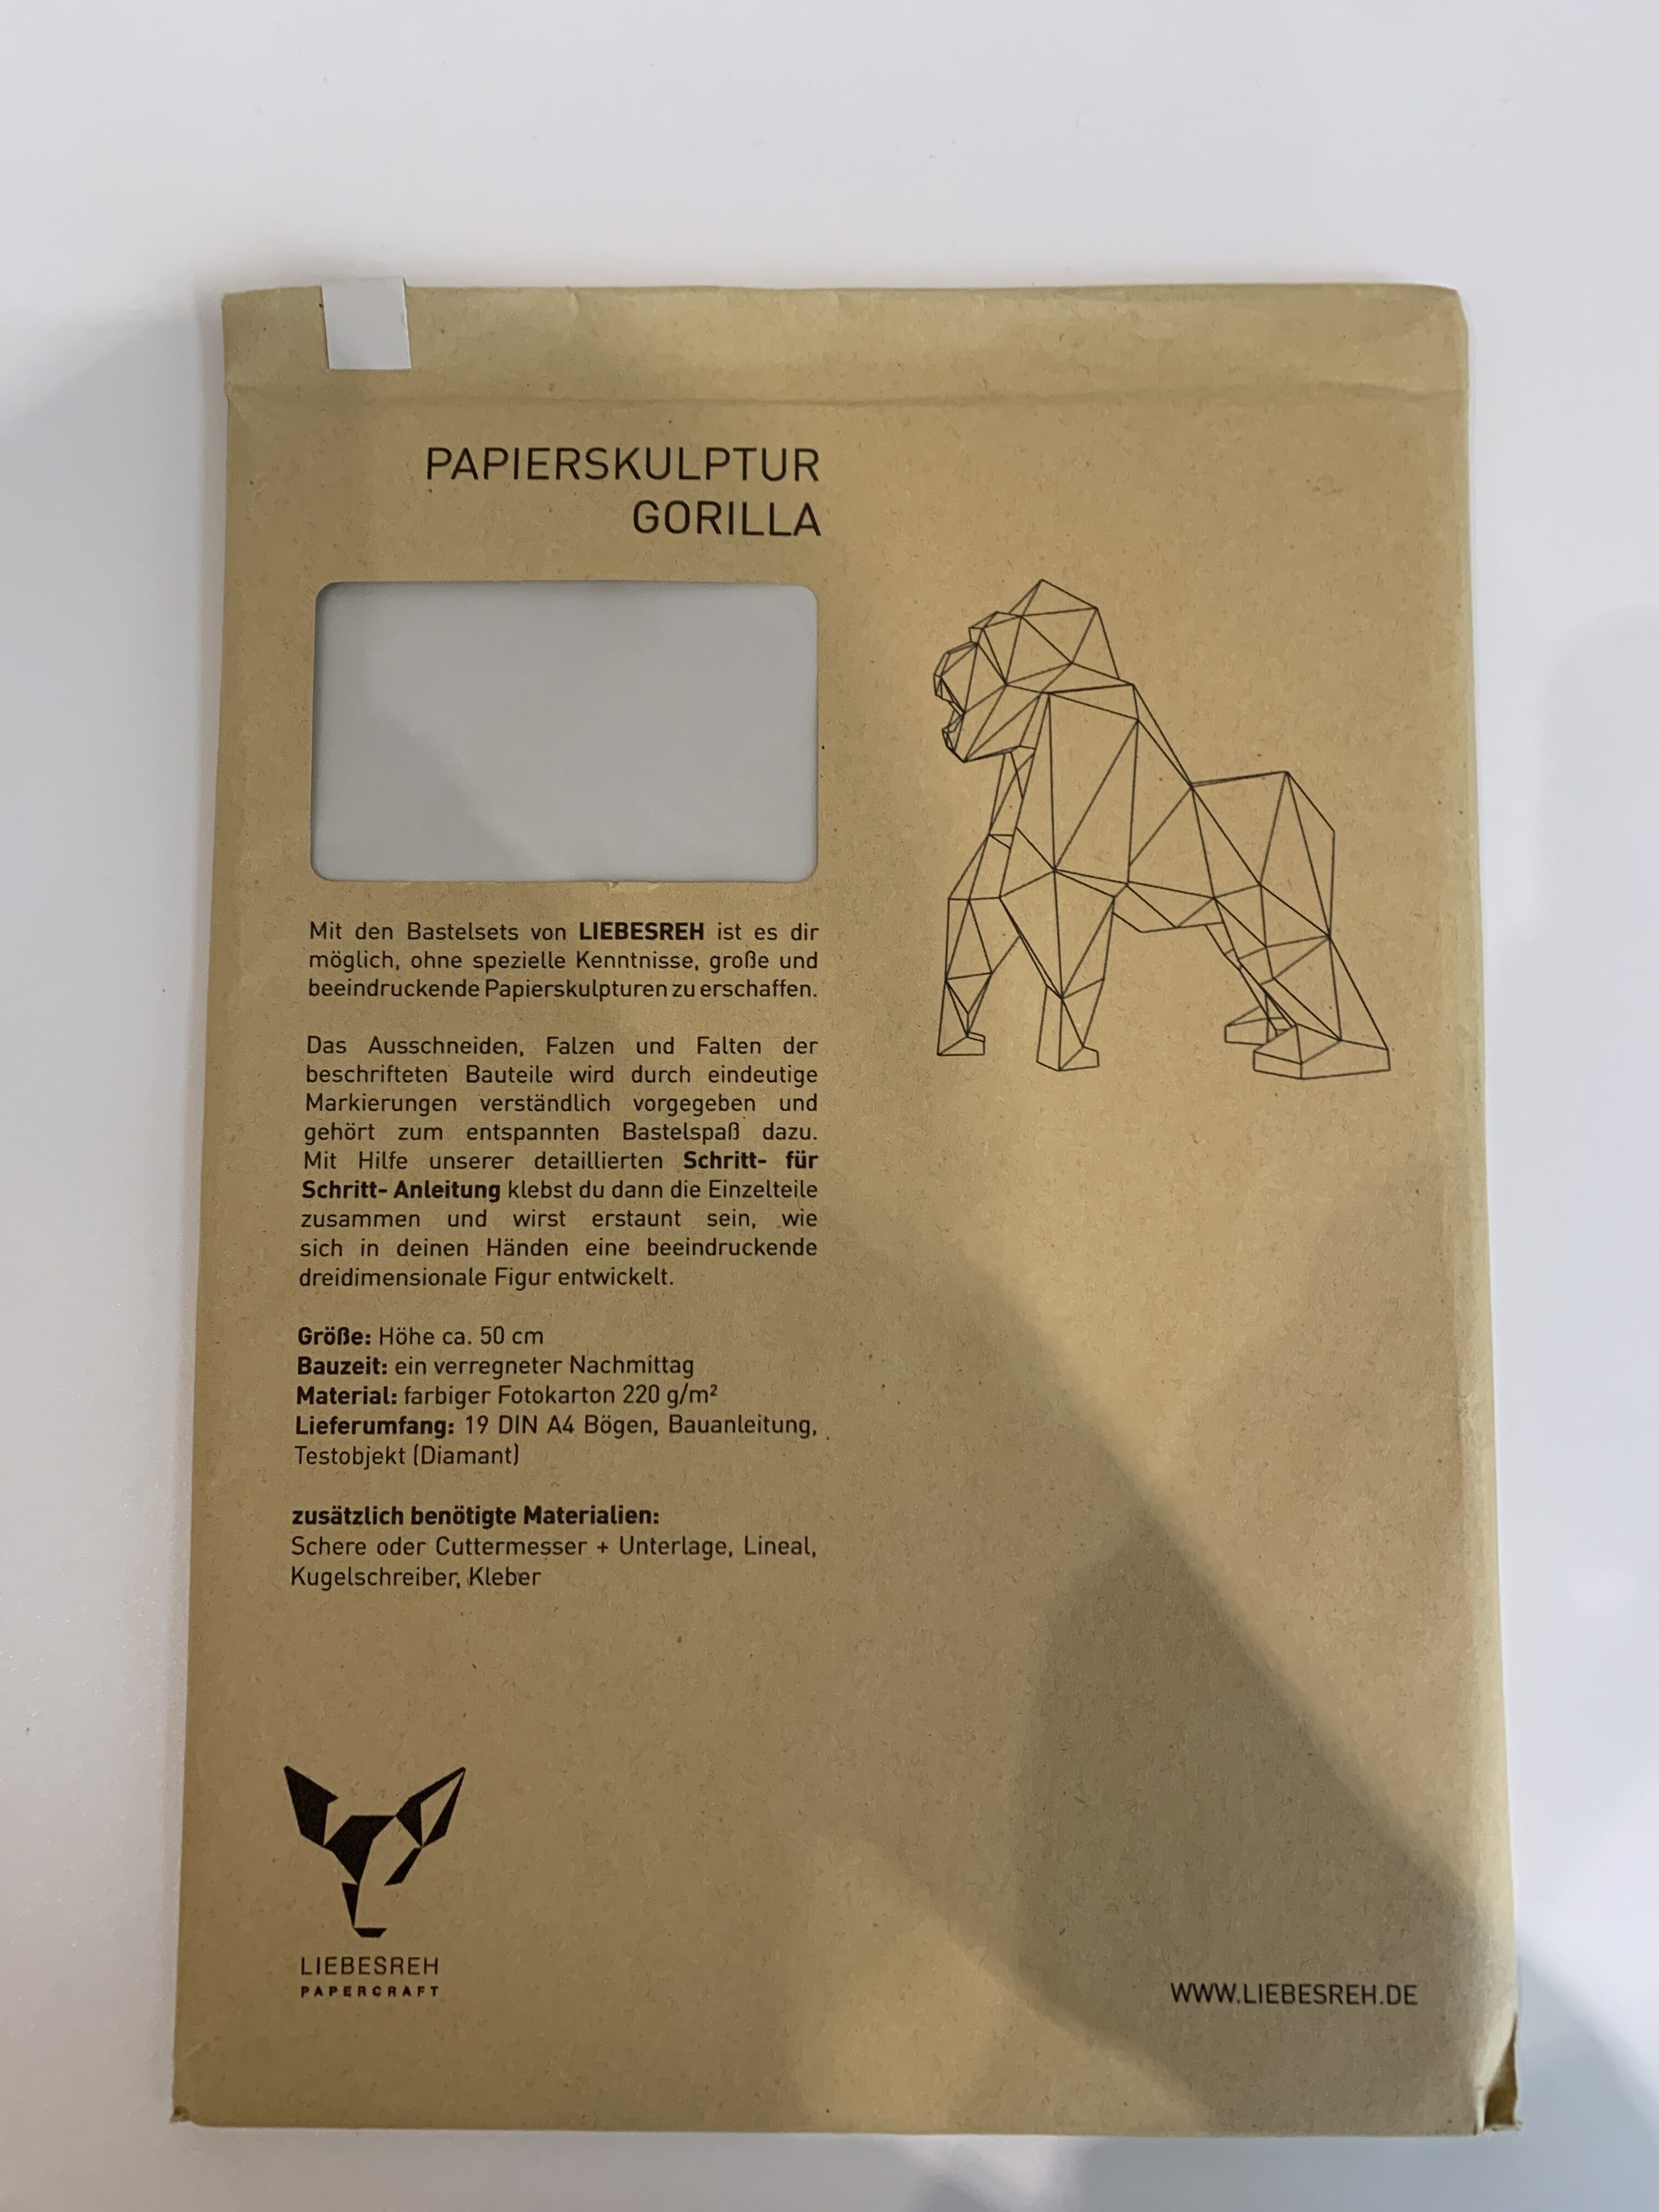 PAPIERSKULPTUR
GORILLA
Mit den Bastelsets von LIEBESREH ist es dir
möglich, ohne spezielle Kenntnisse, große und
beeindruckende Papierskulpturen zu erschaffen.
Das Ausschneiden, Falzen und Falten der
beschrifteten Bauteile wird durch eindeutige
Markierungen verständlich vorgegeben und
gehört zum entspannten Bastelspaß dazu.
Mit Hilfe unserer detaillierten Schritt- für
Schritt- Anleitung klebst du dann die Einzelteile
zusammen und wirst erstaunt sein, wie
sich in deinen Händen eine beeindruckende
dreidimensionale Figur entwickelt.
Größe: Höhe ca. 50 cm
Bauzeit: ein verregneter Nachmittag
Material: farbiger Fotokarton 220 g/m²
Lieferumfang: 19 DIN A4 Bögen, Bauanleitung,
Testobjekt (Diamant)
zusätzlich benötigte Materialien:
Schere oder Cuttermesser + Unterlage, Lineal,
Kugelschreiber, Kleber
LIEBESREH
PAPERCRAFT
WWW.LIEBESREH.DE